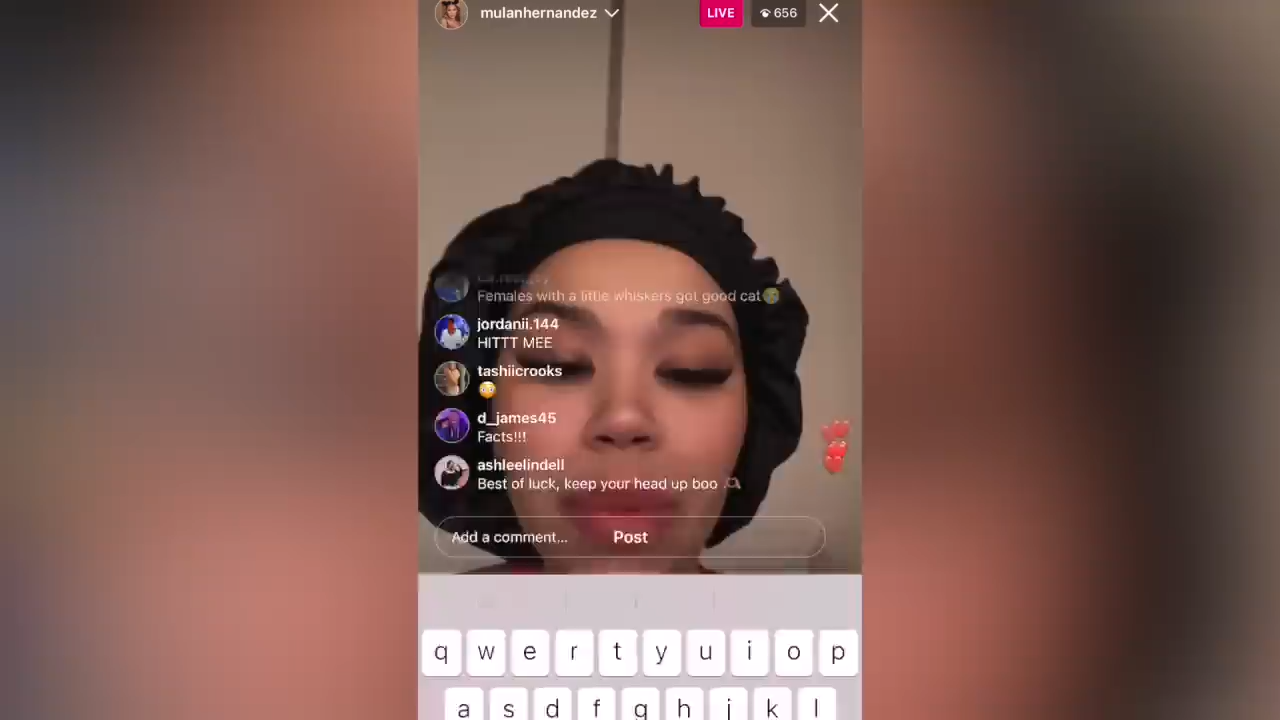 mulanhernandez
LIVE
656
Females with a little whiskers got good cat
jordanii.144
HITTT MEE
tashiicrooks
d_james45
Facts!!!
ashleelindell
Best of luck, keep your head up boo
Add a comment...
Post
q w e r t y u i o p
a s d f g h j k l